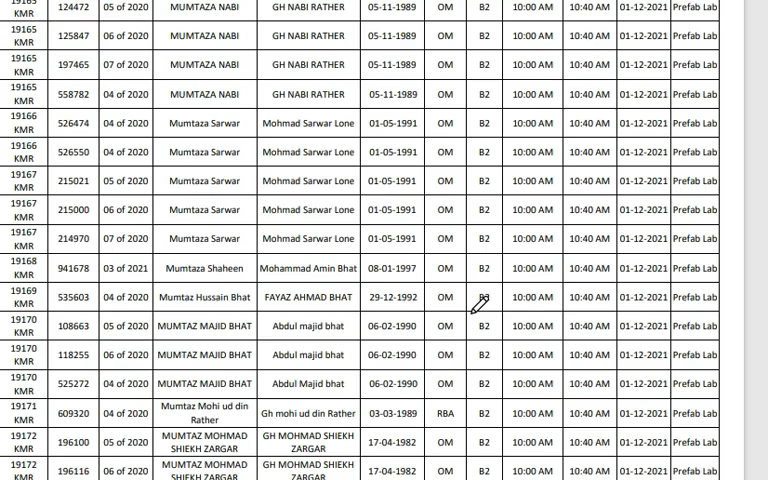 19165 KMR 124472 05 of 2020 MUMTAZA NABI GH NABI RATHER 05-11-1989 OM B2 10:00 AM 10:40 AM 01-12-2021 Prefab Lab
19165 KMR 125847 06 of 2020 MUMTAZA NABI GH NABI RATHER 05-11-1989 OM B2 10:00 AM 10:40 AM 01-12-2021 Prefab Lab
19165 KMR 197465 07 of 2020 MUMTAZA NABI GH NABI RATHER 05-11-1989 OM B2 10:00 AM 10:40 AM 01-12-2021 Prefab Lab
19165 KMR 558782 04 of 2020 MUMTAZA NABI GH NABI RATHER 05-11-1989 OM B2 10:00 AM 10:40 AM 01-12-2021 Prefab Lab
19166 KMR 526474 04 of 2020 Mumtaza Sarwar Mohmad Sarwar Lone 01-05-1991 OM B2 10:00 AM 10:40 AM 01-12-2021 Prefab Lab
19166 KMR 526550 04 of 2020 Mumtaza Sarwar Mohmad Sarwar Lone 01-05-1991 OM B2 10:00 AM 10:40 AM 01-12-2021 Prefab Lab
19167 KMR 215021 05 of 2020 Mumtaza Sarwar Mohmad Sarwar Lone 01-05-1991 OM B2 10:00 AM 10:40 AM 01-12-2021 Prefab Lab
19167 KMR 215000 06 of 2020 Mumtaza Sarwar Mohmad Sarwar Lone 01-05-1991 OM B2 10:00 AM 10:40 AM 01-12-2021 Prefab Lab
19167 KMR 214970 07 of 2020 Mumtaza Sarwar Mohmad Sarwar Lone 01-05-1991 OM B2 10:00 AM 10:40 AM 01-12-2021 Prefab Lab
19168 KMR 941678 03 of 2021 Mumtaza Shaheen Mohammad Amin Bhat 08-01-1997 OM B2 10:00 AM 10:40 AM 01-12-2021 Prefab Lab
19169 KMR 535603 04 of 2020 Mumtaz Hussain Bhat FAYAZ AHMAD BHAT 29-12-1992 OM 10:00 AM 10:40 AM 01-12-2021 Prefab Lab
19170 KMR 108663 05 of 2020 MUMTAZ MAJID BHAT Abdul majid bhat 06-02-1990 OM B2 10:00 AM 10:40 AM 01-12-2021 Prefab Lab
19170 KMR 118255 06 of 2020 MUMTAZ MAJID BHAT Abdul majid bhat 06-02-1990 OM B2 10:00 AM 10:40 AM 01-12-2021 Prefab Lab
19170 KMR 525272 04 of 2020 MUMTAZ MAJID BHAT Abdul Majid bhat 06-02-1990 OM B2 10:00 AM 10:40 AM 01-12-2021 Prefab Lab
19171 KMR 609320 04 of 2020 Mumtaz Mohi ud din Rather Gh mohi ud din Rather 03-03-1989 RBA B2 10:00 AM 10:40 AM 01-12-2021 Prefab Lab
19172 KMR 196100 05 of 2020 MUMTAZ MOHMAD SHIEKH ZARGAR GH MOHMAD SHIEKH ZARGAR 17-04-1982 OM B2 10:00 AM 10:40 AM 01-12-2021 Prefab Lab
19172 KMR 196116 06 of 2020 MUMTAZ MOHMAD SHIEKH ZARGAR GH MOHMAD SHIEKH ZARGAR 17-04-1982 OM B2 10:00 AM 10:40 AM 01-12-2021 Prefab Lab